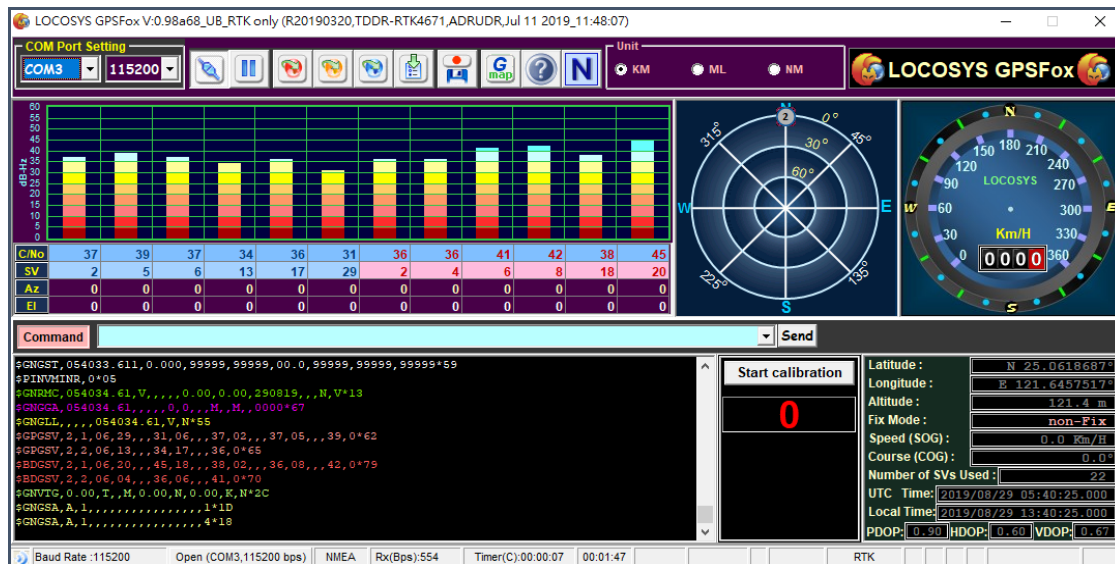 LOCOSYS GPSFox V:0.98a68_UB_RTK only (R20190320,TDDR-RTK4671,ADRUDR,Jul 11 2019_11:48:07)
COM Port Setting
COM3 115200
G map
?
N
Unit
KM ML NM
LOCOSYS GPSFox
dB-Hz
60
55
50
45
40
35
30
25
20
15
10
5
0
C/No 37 39 37 34 36 31 36 36 41 42 38 45
SV 2 5 6 13 17 29 2 4 6 8 18 20
Az 0 0 0 0 0 0 0 0 0 0 0 0
El 0 0 0 0 0 0 0 0 0 0 0 0
N
2
0°
315°
45°
30°
60°
W
E
225°
135°
S
N
150 180 210
120 240
90 LOCOSYS 270
W 60 300 E
30 Km/H 330
0 0000 360
S
Command Send
$GNGST,054033.611,0.000,99999,99999,00.0,99999,99999,99999*59
$PINVMINR,0*05
$GNRMC,054034.61,V,,,,,0.00,0.00,290819,,,N,V*13
$GNGGA,054034.61,,,,,0,0,,,M,,M,,0000*67
$GNGLL,,,,,054034.61,V,N*55
$GPGSV,2,1,06,29,,,31,06,,,37,02,,,37,05,,,39,0*62
$GPGSV,2,2,06,13,,,34,17,,,36,0*65
$BDGSV,2,1,06,20,,,45,18,,,38,02,,,36,08,,,42,0*79
$BDGSV,2,2,06,04,,,36,06,,,41,0*70
$GNVTG,0.00,T,,M,0.00,N,0.00,K,N*2C
$GNGSA,A,1,,,,,,,,,,,,,,,,1*1D
$GNGSA,A,1,,,,,,,,,,,,,,,,4*18
Start calibration
0
Latitude : N 25.0618687°
Longitude : E 121.6457517°
Altitude : 121.4 m
Fix Mode : non-Fix
Speed (SOG) : 0.0 Km/H
Course (COG) : 0.0°
Number of SVs Used : 22
UTC Time: 2019/08/29 05:40:25.000
Local Time: 2019/08/29 13:40:25.000
PDOP: 0.90 HDOP: 0.60 VDOP: 0.67
Baud Rate :115200 Open (COM3,115200 bps) NMEA Rx(Bps):554 Timer(C):00:00:07 00:01:47 RTK